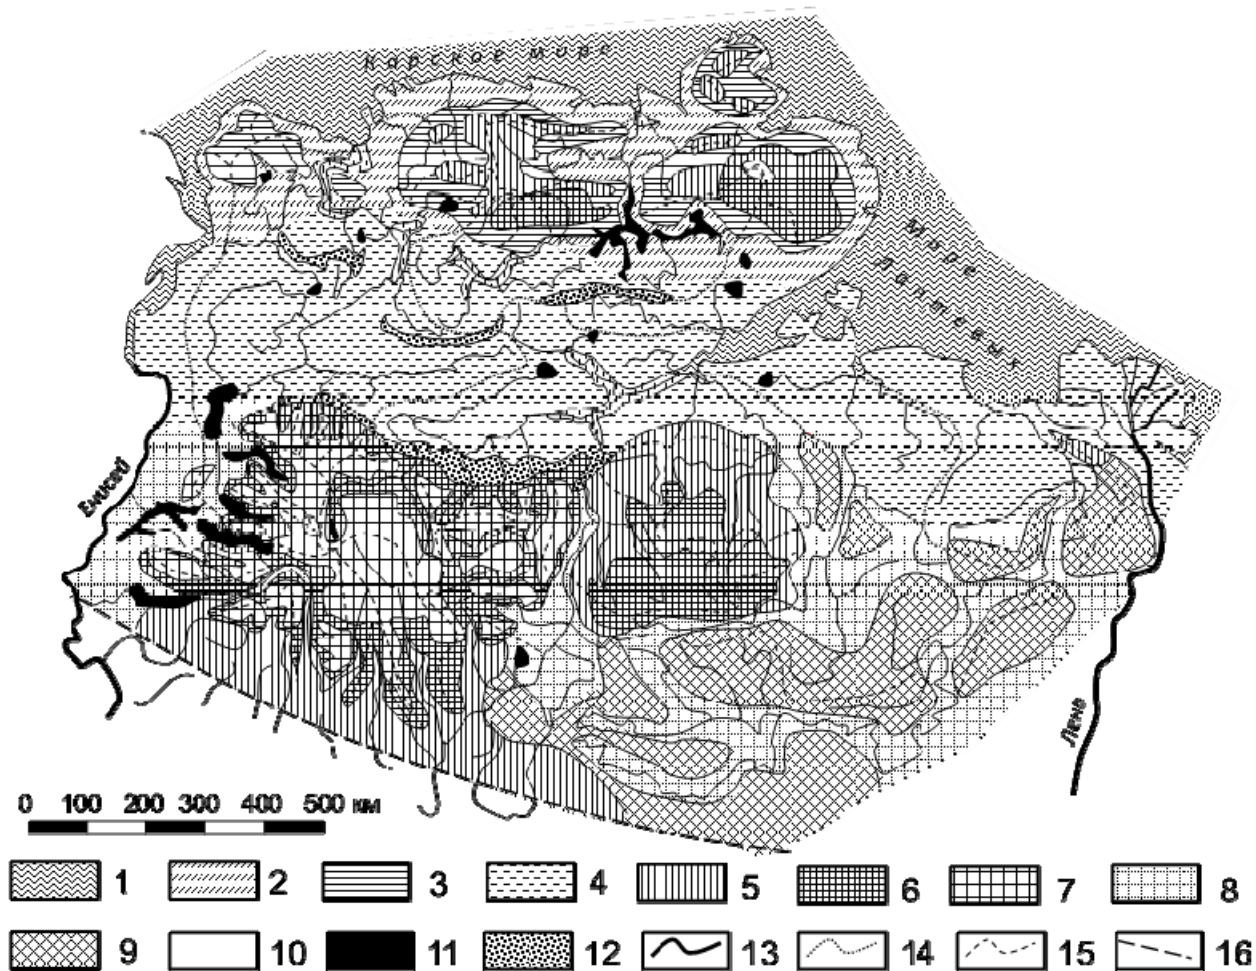 Карское море
Море
Лаптевых
Енисей
Лена
0 100 200 300 400 500 км
1 2 3 4 5 6 7 8
9 10 11 12 13 14 15 16